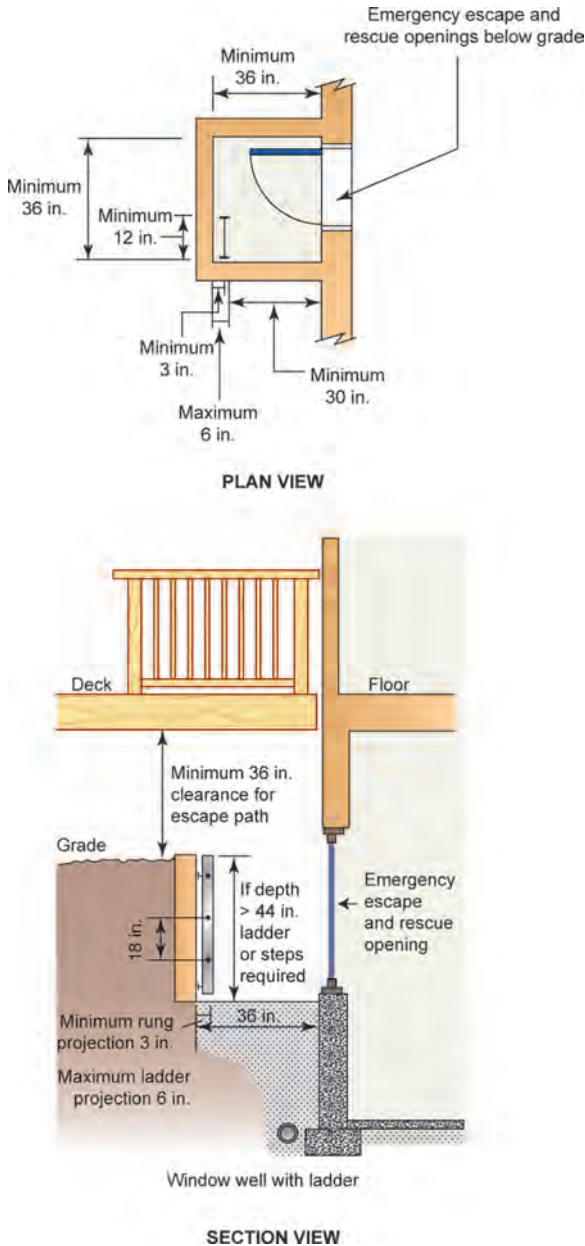 Emergency escape and
rescue openings below grade
Minimum
36 in.
Minimum
36 in.
Minimum
12 in.
Minimum
3 in.
Maximum
6 in.
Minimum
30 in.
PLAN VIEW
Deck
Floor
Minimum 36 in.
clearance for
escape path
Grade
18 in.
If depth
> 44 in.
ladder
or steps
required
Emergency
escape
and rescue
opening
Minimum rung
projection 3 in.
36 in.
Maximum ladder
projection 6 in.
Window well with ladder
SECTION VIEW